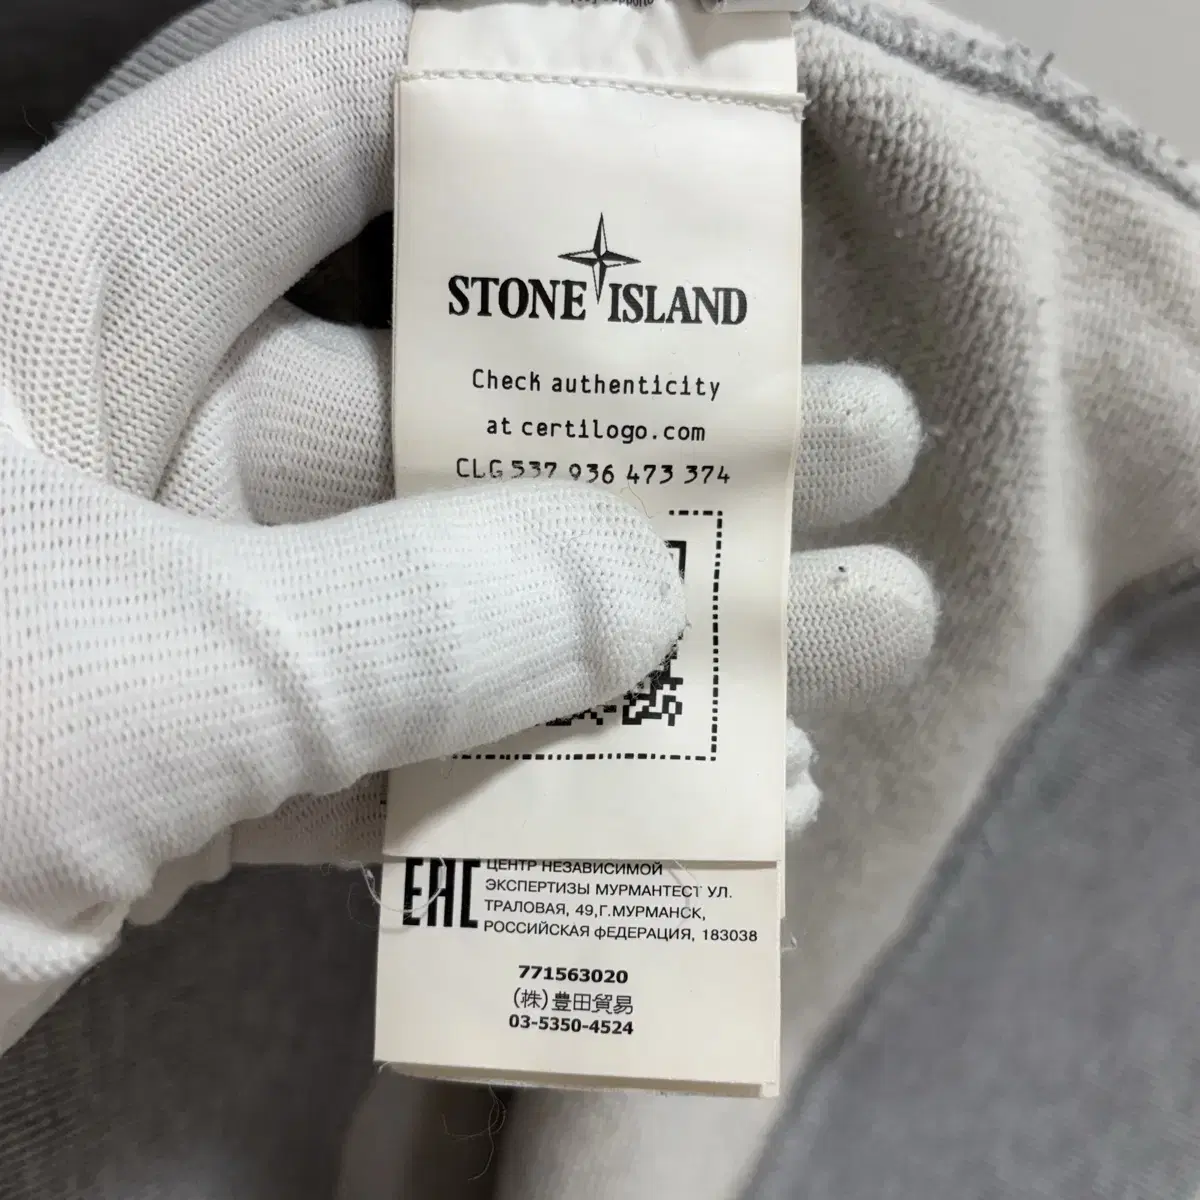 STONE ISLAND
Check authenticity
at certilogo.com
CLG 537 936 473 374
EAC
ЦЕНТР НЕЗАВИСИМОЙ
ЭКСПЕРТИЗЫ МУРМАНТЕСТ УЛ.
ТРАЛОВАЯ, 49,Г.МУРМАНСК,
РОССИЙСКАЯ фЕДЕРАЦИЯ, 183038
771563020
(株)豊田貿易
03-5350-4524